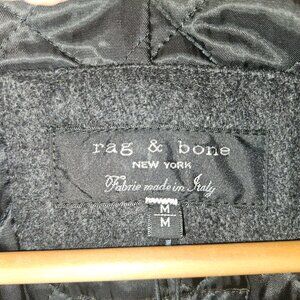 rag & bone
NEW YORK
Fabric made in Italy
M
M